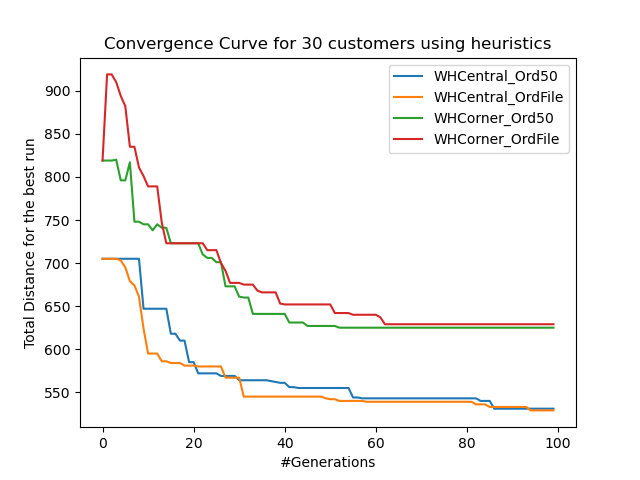 Convergence Curve for 30 customers using heuristics
WHCentral_Ord50
WHCentral_OrdFile
WHCorner_Ord50
WHCorner_OrdFile
Total Distance for the best run
900
850
800
750
700
650
600
550
0 20 40 60 80 100
#Generations